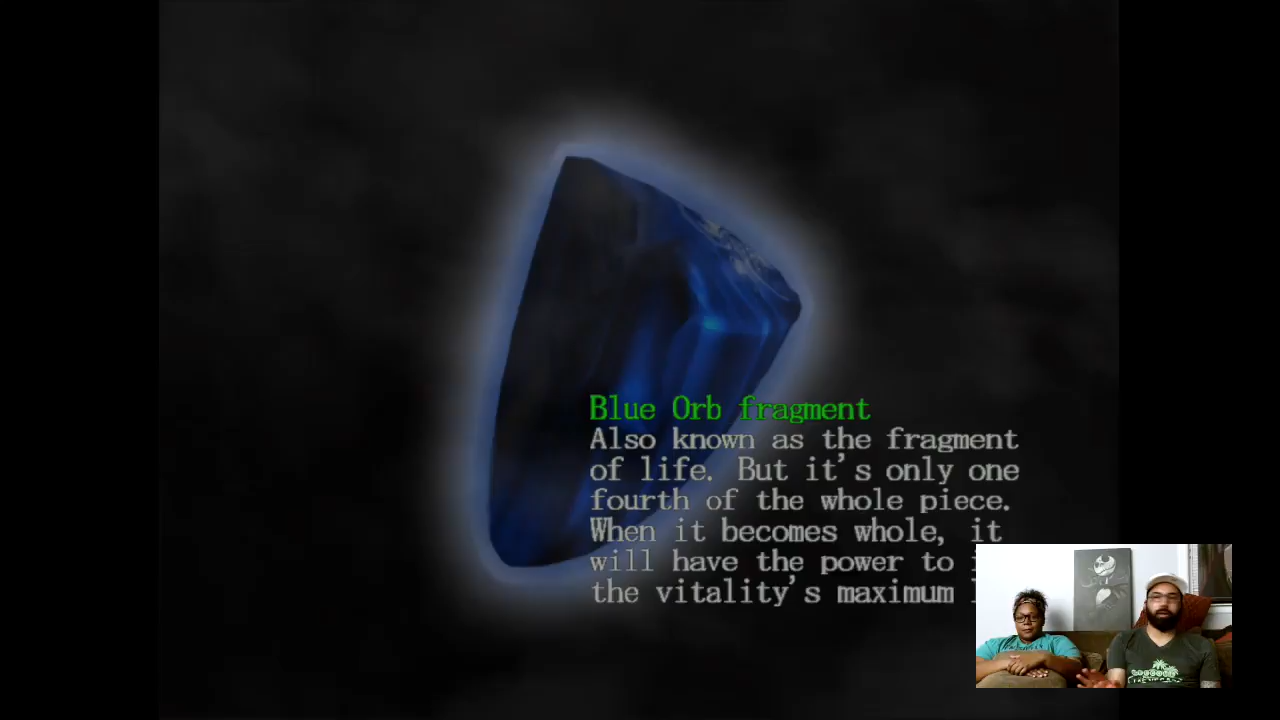 Blue Orb fragment
Also known as the fragment
of life. But it's only one
fourth of the whole piece.
When it becomes whole, it
will have the power to
the vitality's maximum